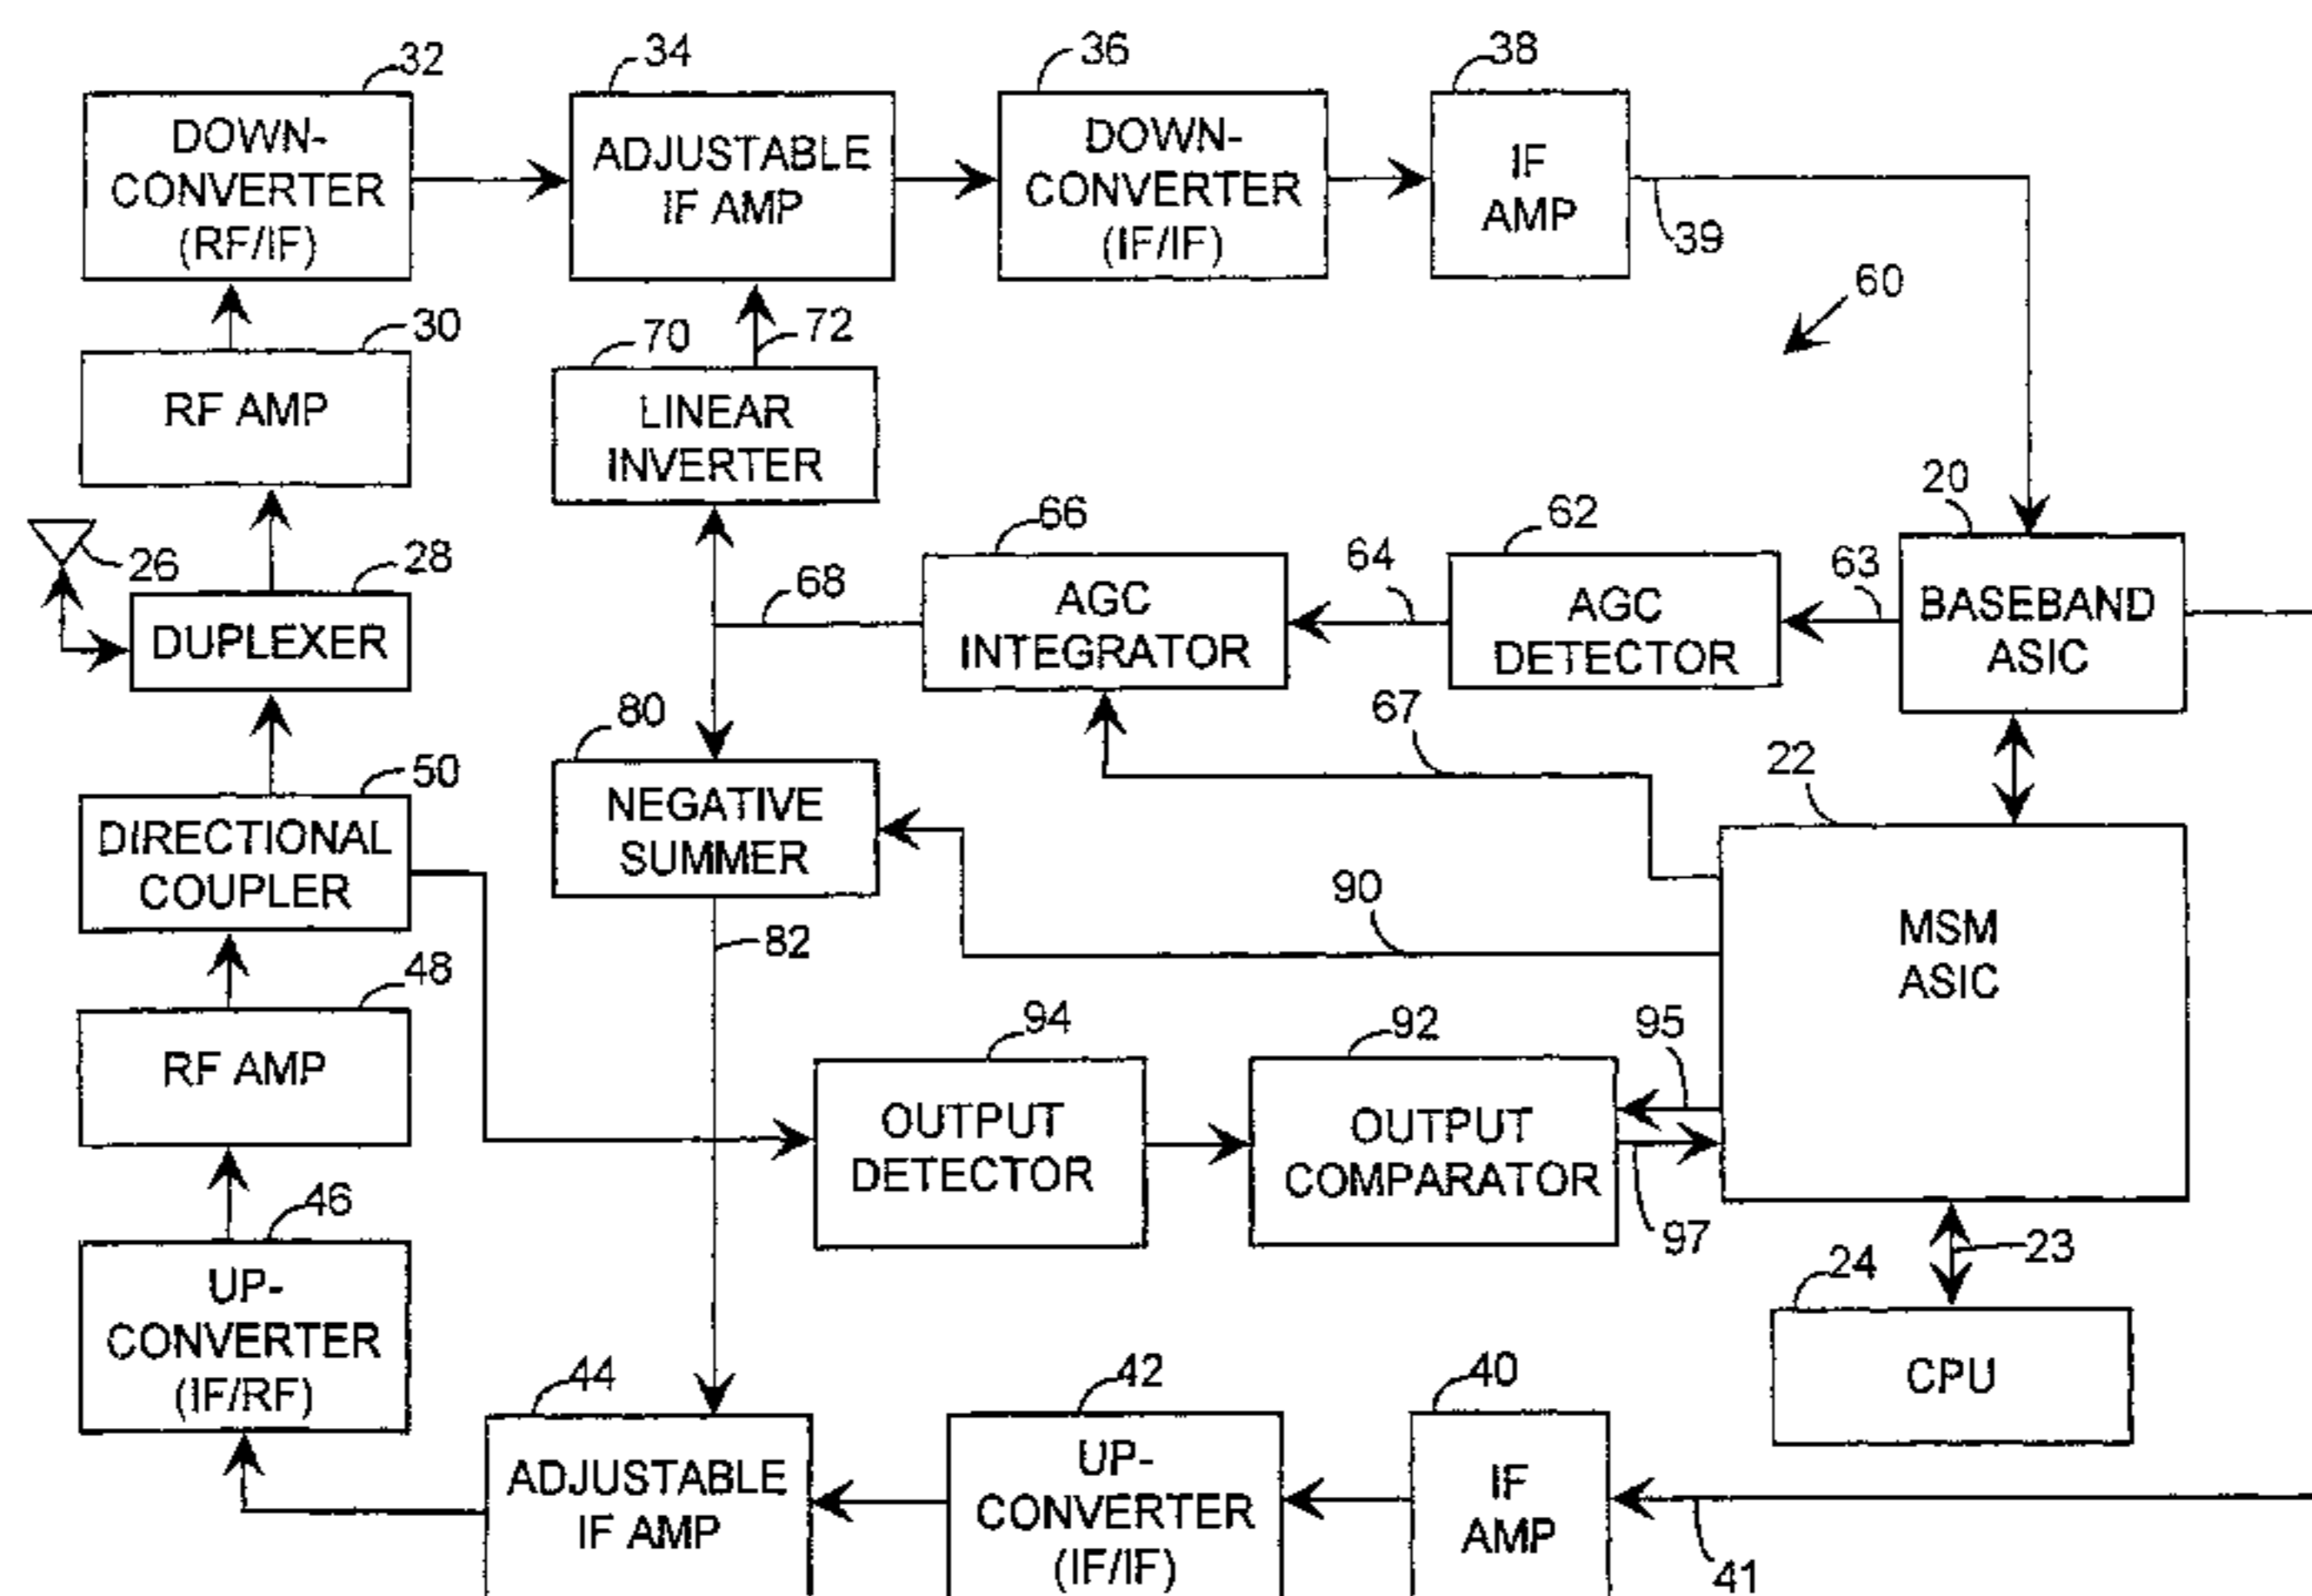 32
34
36
38
DOWN-
CONVERTER
(RF/IF)
ADJUSTABLE
IF AMP
DOWN-
CONVERTER
(IF/IF)
IF
AMP
39
60
30
RF AMP
70
72
LINEAR
INVERTER
26
28
DUPLEXER
68
66
AGC
INTEGRATOR
64
62
AGC
DETECTOR
63
20
BASEBAND
ASIC
67
80
NEGATIVE
SUMMER
50
DIRECTIONAL
COUPLER
22
MSM
ASIC
90
82
48
RF AMP
94
OUTPUT
DETECTOR
92
OUTPUT
COMPARATOR
95
97
23
46
UP-
CONVERTER
(IF/RF)
24
CPU
44
ADJUSTABLE
IF AMP
42
UP-
CONVERTER
(IF/IF)
40
IF
AMP
41